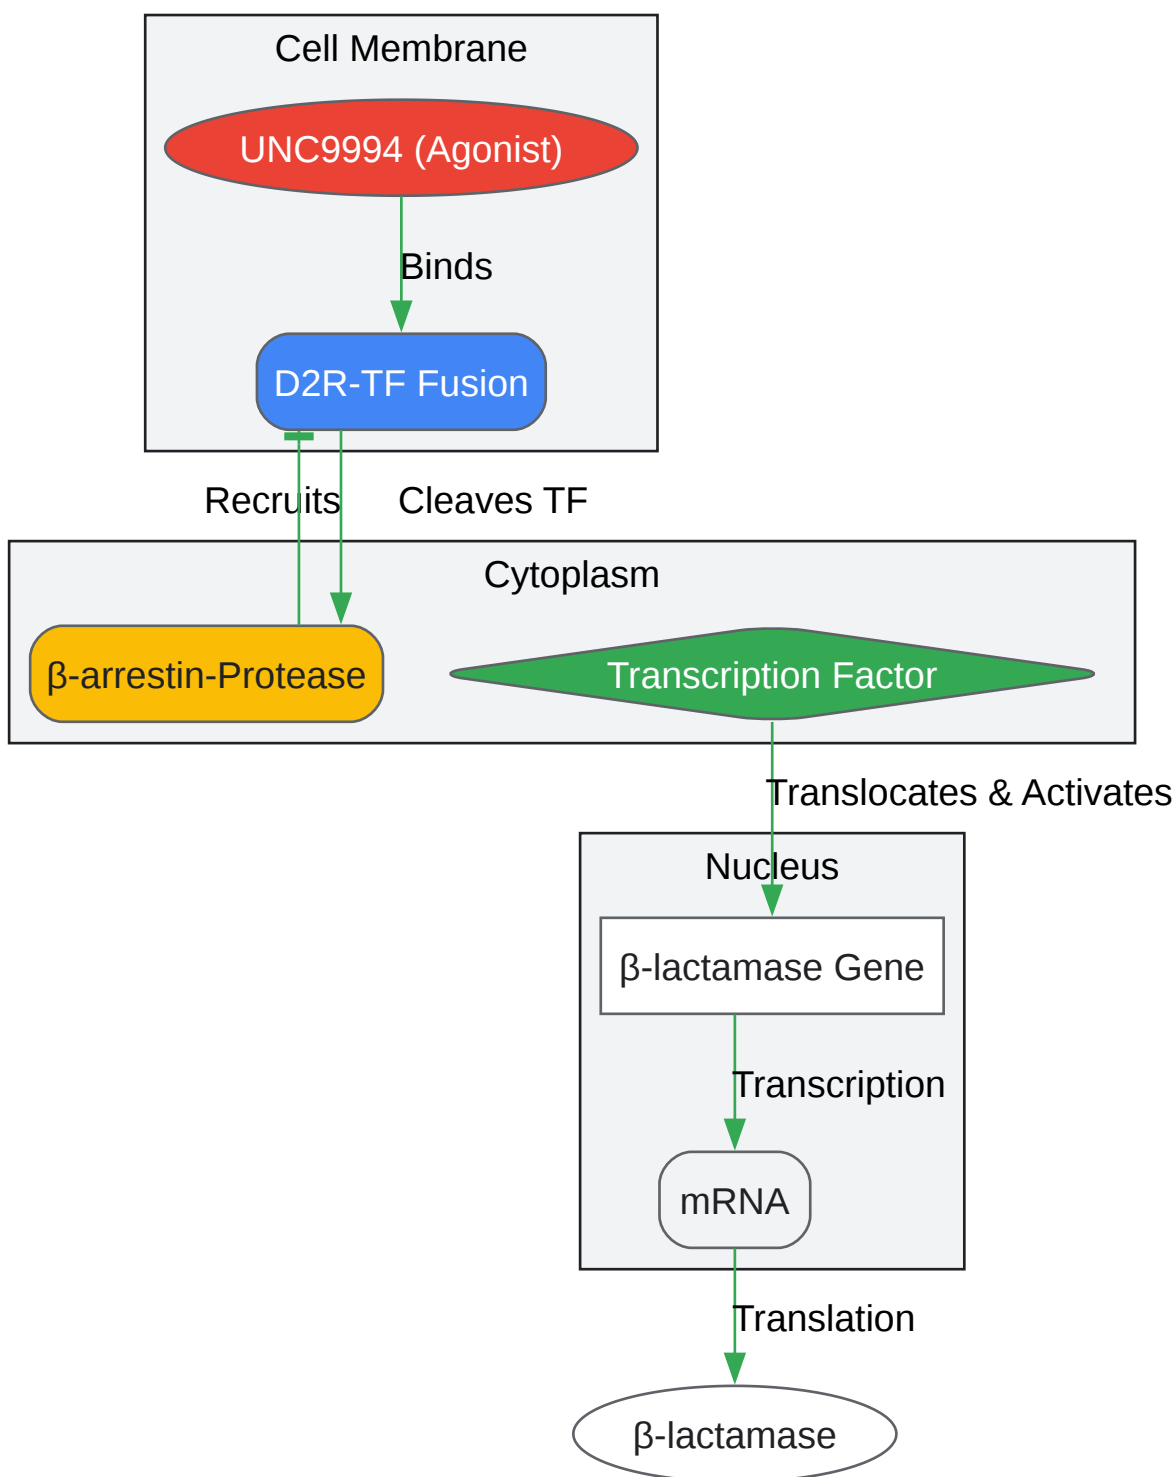 Cell Membrane
UNC9994 (Agonist)
Binds
D2R-TF Fusion
Recruits
Cleaves TF
Cytoplasm
β-arrestin-Protease
Transcription Factor
Translocates & Activates
Nucleus
β-lactamase Gene
Transcription
mRNA
Translation
β-lactamase